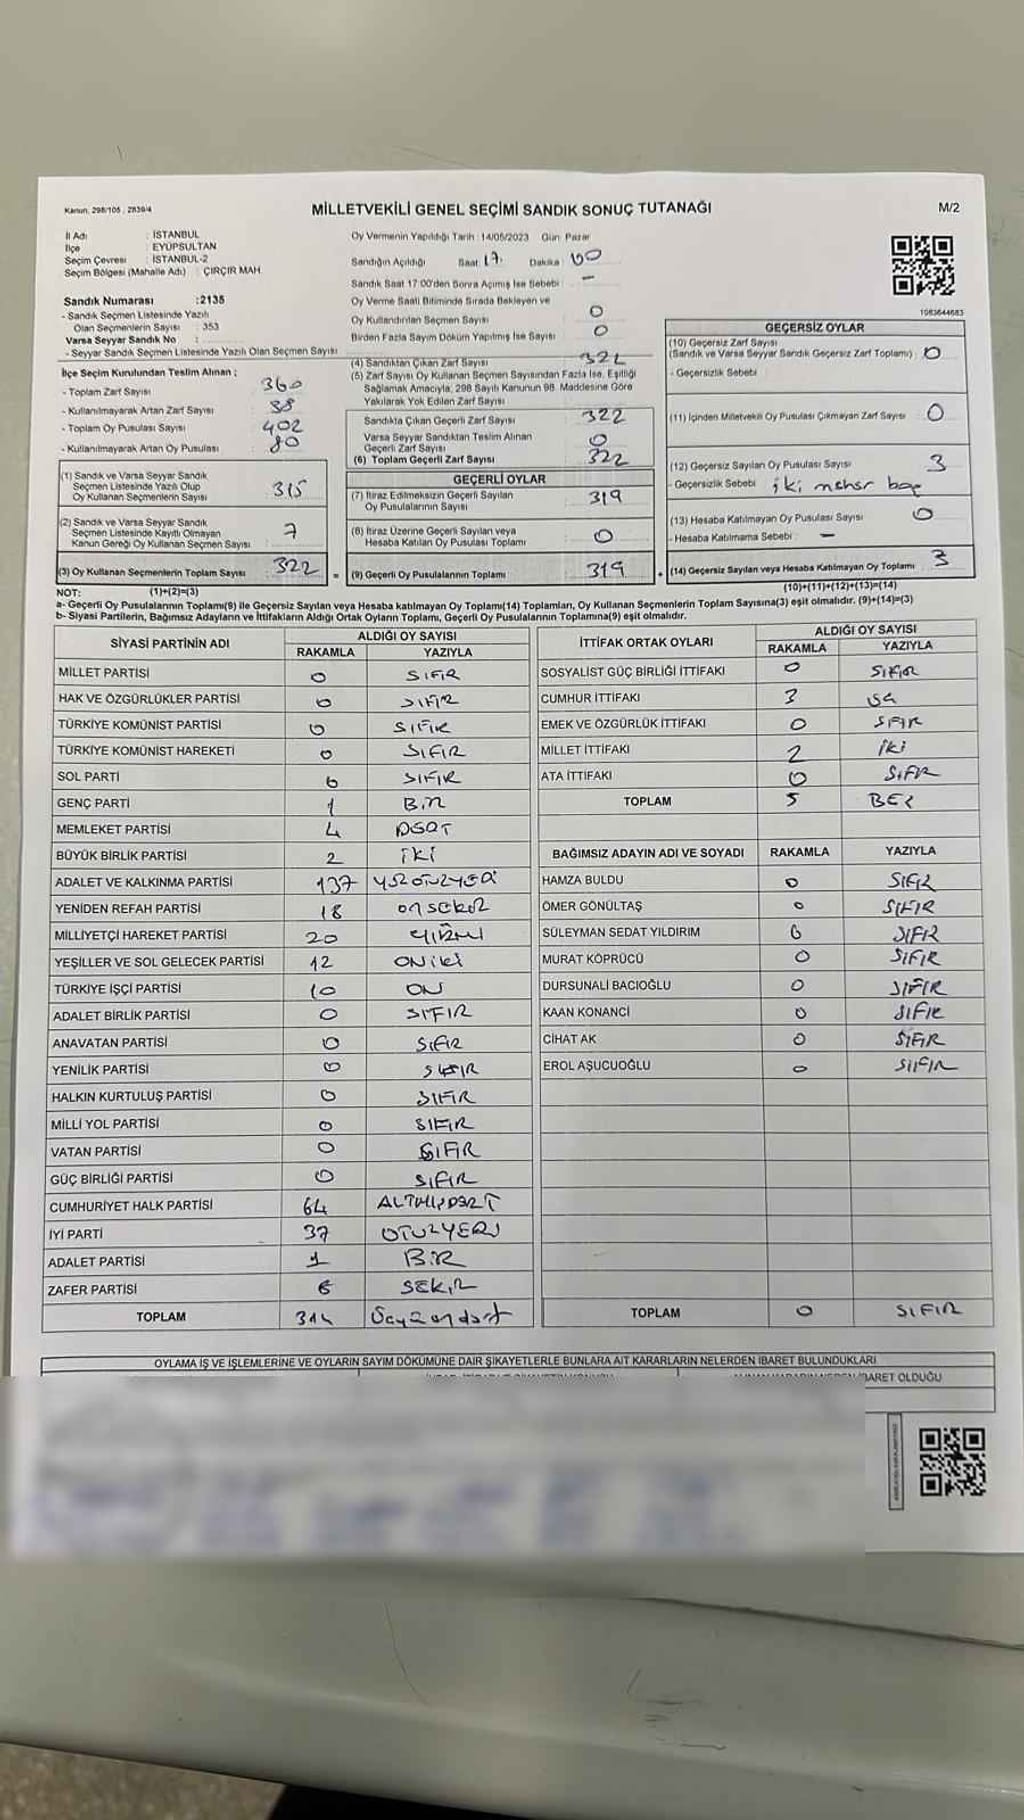 Kanun: 298/105 , 2839/4
MİLLETVEKİLİ GENEL SEÇİMİ SANDIK SONUÇ TUTANAĞI
M/2
İl Adı : İSTANBUL
İlçe : EYÜPSULTAN
Seçim Çevresi : İSTANBUL-2
Seçim Bölgesi (Mahalle Adı) : ÇIRÇIR MAH.
Sandık Numarası :2135
- Sandık Seçmen Listesinde Yazılı
Olan Seçmenlerin Sayısı : 353
Varsa Seyyar Sandık No :
- Seyyar Sandık Seçmen Listesinde Yazılı Olan Seçmen Sayısı
İlçe Seçim Kurulundan Teslim Alınan ;
- Toplam Zarf Sayısı 360
- Kullanılmayarak Artan Zarf Sayısı 38
- Toplam Oy Pusulası Sayısı 402
- Kullanılmayarak Artan Oy Pusulası 80
(1) Sandık ve Varsa Seyyar Sandık
Seçmen Listesinde Yazılı Olup
Oy Kullanan Seçmenlerin Sayısı 315
(2) Sandık ve Varsa Seyyar Sandık
Seçmen Listesinde Kayıtlı Olmayan
Kanun Gereği Oy Kullanan Seçmen Sayısı 7
(3) Oy Kullanan Seçmenlerin Toplam Sayısı 322
Oy Vermenin Yapıldığı Tarih : 14/05/2023 Gün: Pazar
Sandığın Açıldığı Saat 17 Dakika 00
Sandık Saat 17:00'den Sonra Açılmış İse Sebebi : -
Oy Verme Saati Bitiminde Sırada Bekleyen ve
Oy Kullandırılan Seçmen Sayısı 0
Birden Fazla Sayım Döküm Yapılmış İse Sayısı 0
(4) Sandıktan Çıkan Zarf Sayısı 322
(5) Zarf Sayısı Oy Kullanan Seçmen Sayısından Fazla İse, Eşitliği
Sağlamak Amacıyla, 298 Sayılı Kanunun 98. Maddesine Göre
Yakılarak Yok Edilen Zarf Sayısı
Sandıkta Çıkan Geçerli Zarf Sayısı 322
Varsa Seyyar Sandıktan Teslim Alınan
Geçerli Zarf Sayısı 0
(6) Toplam Geçerli Zarf Sayısı 322
GEÇERLİ OYLAR
(7) İtiraz Edilmeksizin Geçerli Sayılan
Oy Pusulalarının Sayısı 319
(8) İtiraz Üzerine Geçerli Sayılan veya
Hesaba Katılan Oy Pusulası Toplamı 0
= (9) Geçerli Oy Pusulalarının Toplamı 319
1083644683
GEÇERSİZ OYLAR
(10) Geçersiz Zarf Sayısı
(Sandık ve Varsa Seyyar Sandık Geçersiz Zarf Toplamı) 0
- Geçersizlik Sebebi :
(11) İçinden Milletvekili Oy Pusulası Çıkmayan Zarf Sayısı 0
(12) Geçersiz Sayılan Oy Pusulası Sayısı 3
- Geçersizlik Sebebi iki
(13) Hesaba Katılmayan Oy Pusulası Sayısı 0
- Hesaba Katılmama Sebebi : -
+ (14) Geçersiz Sayılan veya Hesaba Katılmayan Oy Toplamı 3
NOT: (1)+(2)=(3) (10)+(11)+(12)+(13)=(14)
a- Geçerli Oy Pusulalarının Toplamı(9) ile Geçersiz Sayılan veya Hesaba katılmayan Oy Toplamı(14) Toplamları, Oy Kullanan Seçmenlerin Toplam Sayısına(3) eşit olmalıdır. (9)+(14)=(3)
b- Siyasi Partilerin, Bağımsız Adayların ve İttifakların Aldığı Ortak Oyların Toplamı, Geçerli Oy Pusulalarının Toplamına(9) eşit olmalıdır.
SİYASİ PARTİNİN ADI ALDIĞI OY SAYISI
RAKAMLA YAZIYLA
MİLLET PARTİSİ 0 SIFIR
HAK VE ÖZGÜRLÜKLER PARTİSİ 0 SIFIR
TÜRKİYE KOMÜNİST PARTİSİ 0 SIFIR
TÜRKİYE KOMÜNİST HAREKETİ 0 SIFIR
SOL PARTİ 0 SIFIR
GENÇ PARTİ 1 BİR
MEMLEKET PARTİSİ 4 DÖRT
BÜYÜK BİRLİK PARTİSİ 2 iki
ADALET VE KALKINMA PARTİSİ 137 YÜZOTUZYEDİ
YENİDEN REFAH PARTİSİ 18 onsekiz
MİLLİYETÇİ HAREKET PARTİSİ 20 YİRMİ
YEŞİLLER VE SOL GELECEK PARTİSİ 12 ONiki
TÜRKİYE İŞÇİ PARTİSİ 10 ON
ADALET BİRLİK PARTİSİ 0 SIFIR
ANAVATAN PARTİSİ 0 SIFIR
YENİLİK PARTİSİ 0 SIFIR
HALKIN KURTULUŞ PARTİSİ 0 SIFIR
MİLLİ YOL PARTİSİ 0 SIFIR
VATAN PARTİSİ 0 SIFIR
GÜÇ BİRLİĞİ PARTİSİ 0 SIFIR
CUMHURİYET HALK PARTİSİ 64 ALTMIŞDÖRT
İYİ PARTİ 37 OTUZYEDİ
ADALET PARTİSİ 1 BİR
ZAFER PARTİSİ SEKİZ
TOPLAM 314
İTTİFAK ORTAK OYLARI ALDIĞI OY SAYISI
RAKAMLA YAZIYLA
SOSYALİST GÜÇ BİRLİĞİ İTTİFAKI 0 SIFIR
CUMHUR İTTİFAKI 3 üç
EMEK VE ÖZGÜRLÜK İTTİFAKI 0 SIFIR
MİLLET İTTİFAKI 2 iki
ATA İTTİFAKI 0 SIFIR
TOPLAM 5 BEŞ
BAĞIMSIZ ADAYIN ADI VE SOYADI RAKAMLA YAZIYLA
HAMZA BULDU 0 SIFIR
ÖMER GÖNÜLTAŞ 0 SIFIR
SÜLEYMAN SEDAT YILDIRIM 0 SIFIR
MURAT KÖPRÜCÜ 0 SIFIR
DURSUNALİ BACIOĞLU 0 SIFIR
KAAN KONANCİ 0 SIFIR
CİHAT AK 0 SIFIR
EROL AŞUCUOĞLU 0 SIFIR
TOPLAM 0 SIFIR
OYLAMA İŞ VE İŞLEMLERİNE VE OYLARIN SAYIM DÖKÜMÜNE DAİR ŞİKAYETLERLE BUNLARA AİT KARARLARIN NELERDEN İBARET BULUNDUKLARI